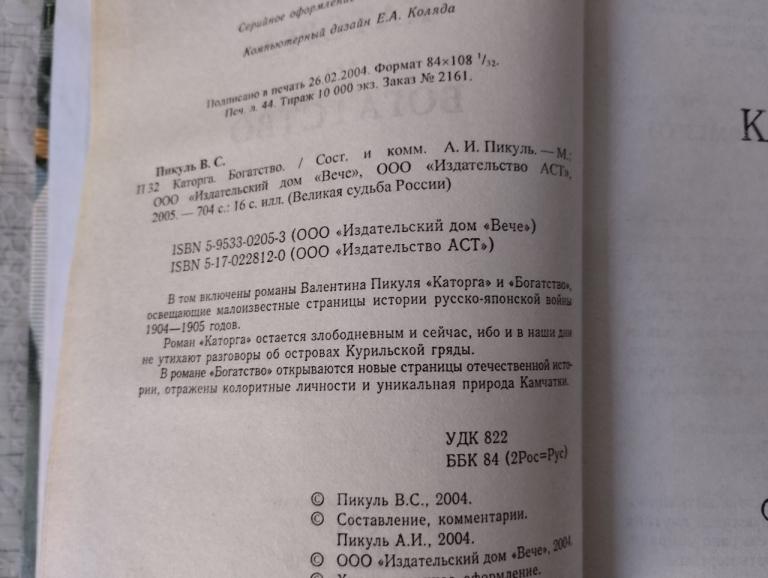 Серийное оформление
Компьютерный дизайн Е.А. Коляда
Подписано в печать 26.02.2004. Формат 84×108 1/32.
Печ. л. 44. Тираж 10 000 экз. Заказ № 2161.
БОГАТСТВО
К
Пикуль В. С.
П 32 Каторга. Богатство. / Сост. и комм. А. И. Пикуль. — М.:
ООО «Издательский дом «Вече», ООО «Издательство АСТ»,
2005. — 704 с.: 16 с. илл. (Великая судьба России)
ISBN 5-9533-0205-3 (ООО «Издательский дом «Вече»)
ISBN 5-17-022812-0 (ООО «Издательство АСТ»)
В том включены романы Валентина Пикуля «Каторга» и «Богатство»,
освещающие малоизвестные страницы истории русско-японской войны
1904—1905 годов.
Роман «Каторга» остается злободневным и сейчас, ибо и в наши дни
не утихают разговоры об островах Курильской гряды.
В романе «Богатство» открываются новые страницы отечественной исто-
рии, отражены колоритные личности и уникальная природа Камчатки.
УДК 822
ББК 84 (2Рос=Рус)
© Пикуль В.С., 2004.
© Составление, комментарии.
Пикуль А.И., 2004.
© ООО «Издательский дом «Вече», 2004.